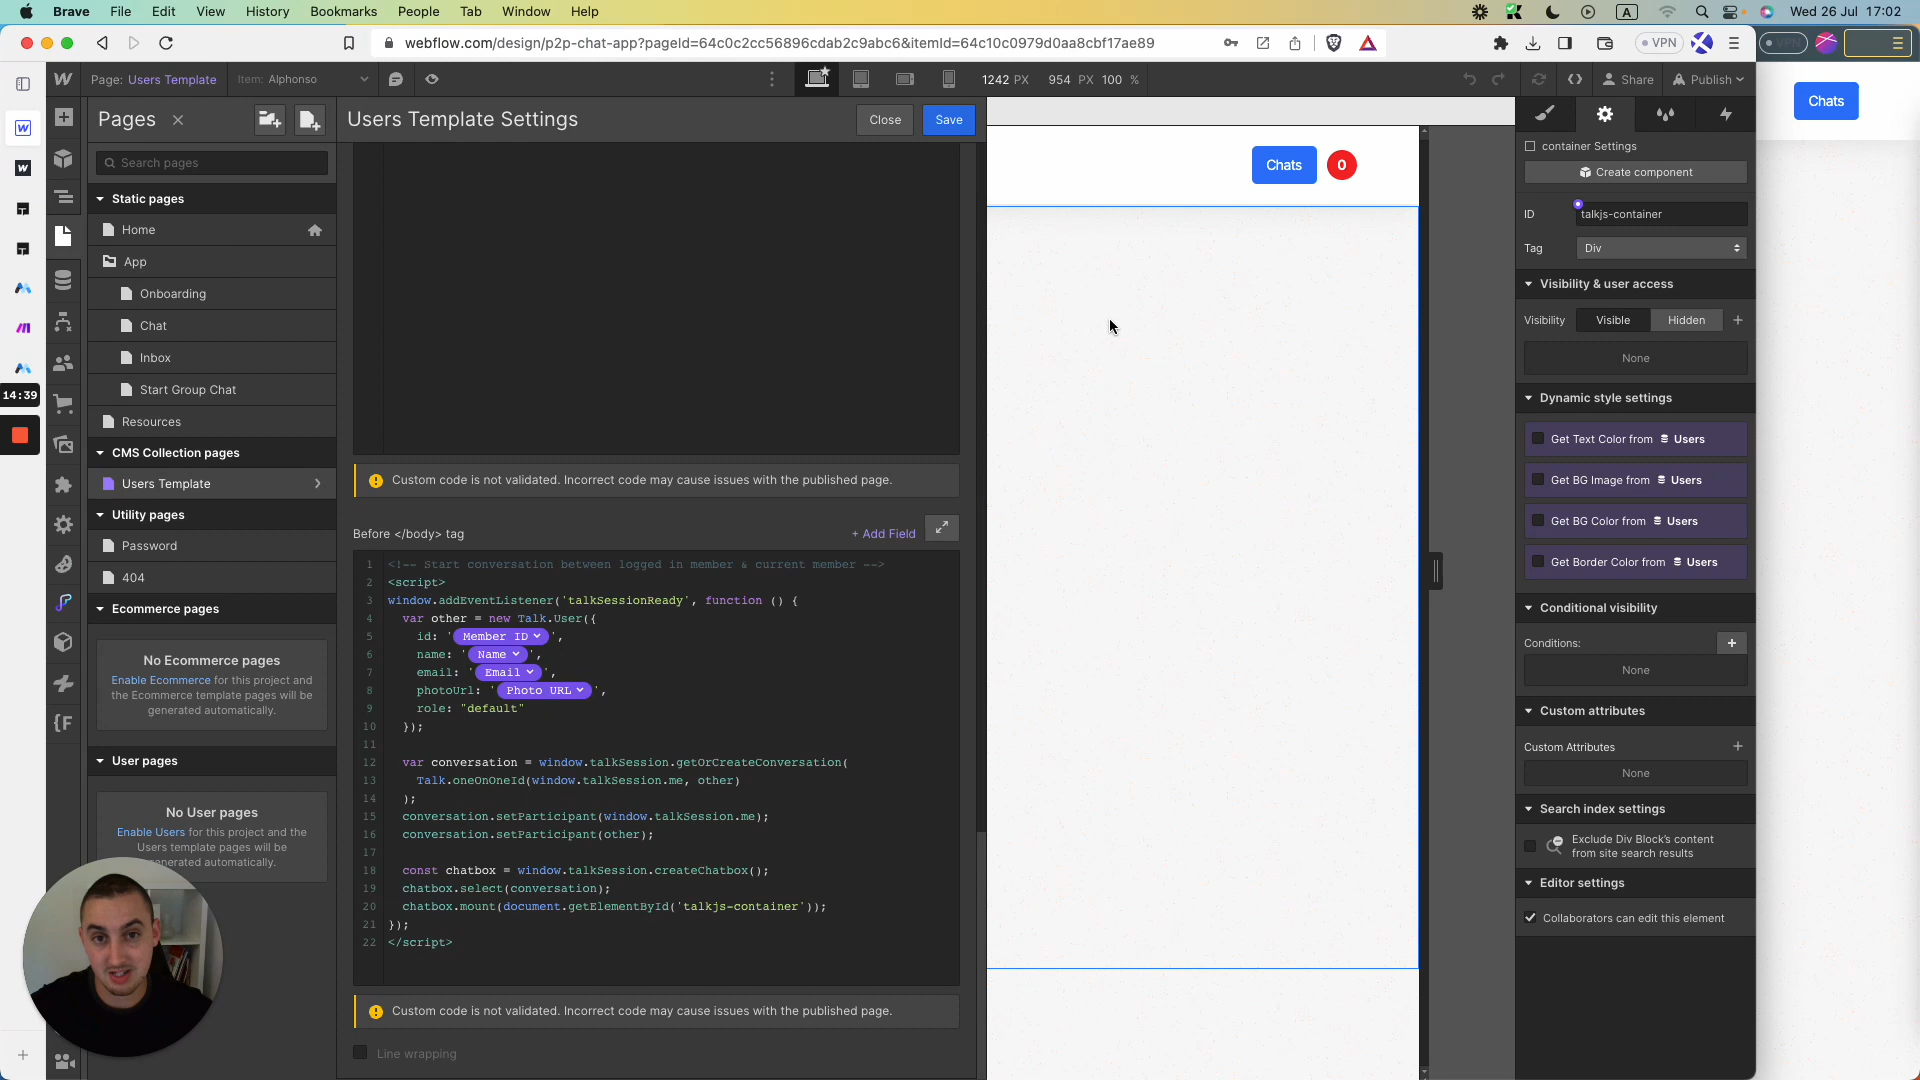 Brave File Edit View History Bookmarks People Tab Window Help
A
Wed 26 Jul 17:02
webflow.com/design/p2p-chat-app?pageId=64c0c2cc56896cdab2c9abc6&itemId=64c10c0979d0aa8cbf17ae89
VPN
VPN
Page: Users Template
Item: Alphonso
1242 PX 954 PX 100 %
Share
Publish
Chats
Pages
Users Template Settings
Close
Save
Search pages
Static pages
Home
App
Onboarding
Chat
Inbox
Start Group Chat
Resources
CMS Collection pages
Users Template
Utility pages
Password
404
Ecommerce pages
No Ecommerce pages
Enable Ecommerce for this project and
the Ecommerce template pages will be
generated automatically.
User pages
No User pages
Enable Users for this project and the
Users template pages will be
generated automatically.
14:39
Custom code is not validated. Incorrect code may cause issues with the published page.
Before </body> tag
+ Add Field
1 <!-- Start conversation between logged in member & current member -->
2 <script>
3 window.addEventListener('talkSessionReady', function () {
4 var other = new Talk.User({
5 id: ' Member ID ',
6 name: ' Name ',
7 email: ' Email ',
8 photoUrl: ' Photo URL ',
9 role: "default"
10 });
11
12 var conversation = window.talkSession.getOrCreateConversation(
13 Talk.oneOnOneId(window.talkSession.me, other)
14 );
15 conversation.setParticipant(window.talkSession.me);
16 conversation.setParticipant(other);
17
18 const chatbox = window.talkSession.createChatbox();
19 chatbox.select(conversation);
20 chatbox.mount(document.getElementById('talkjs-container'));
21 });
22 </script>
Custom code is not validated. Incorrect code may cause issues with the published page.
Line wrapping
Chats 0
container Settings
Create component
ID talkjs-container
Tag Div
Visibility & user access
Visibility Visible Hidden
None
Dynamic style settings
Get Text Color from Users
Get BG Image from Users
Get BG Color from Users
Get Border Color from Users
Conditional visibility
Conditions:
None
Custom attributes
Custom Attributes
None
Search index settings
Exclude Div Block's content
from site search results
Editor settings
Collaborators can edit this element